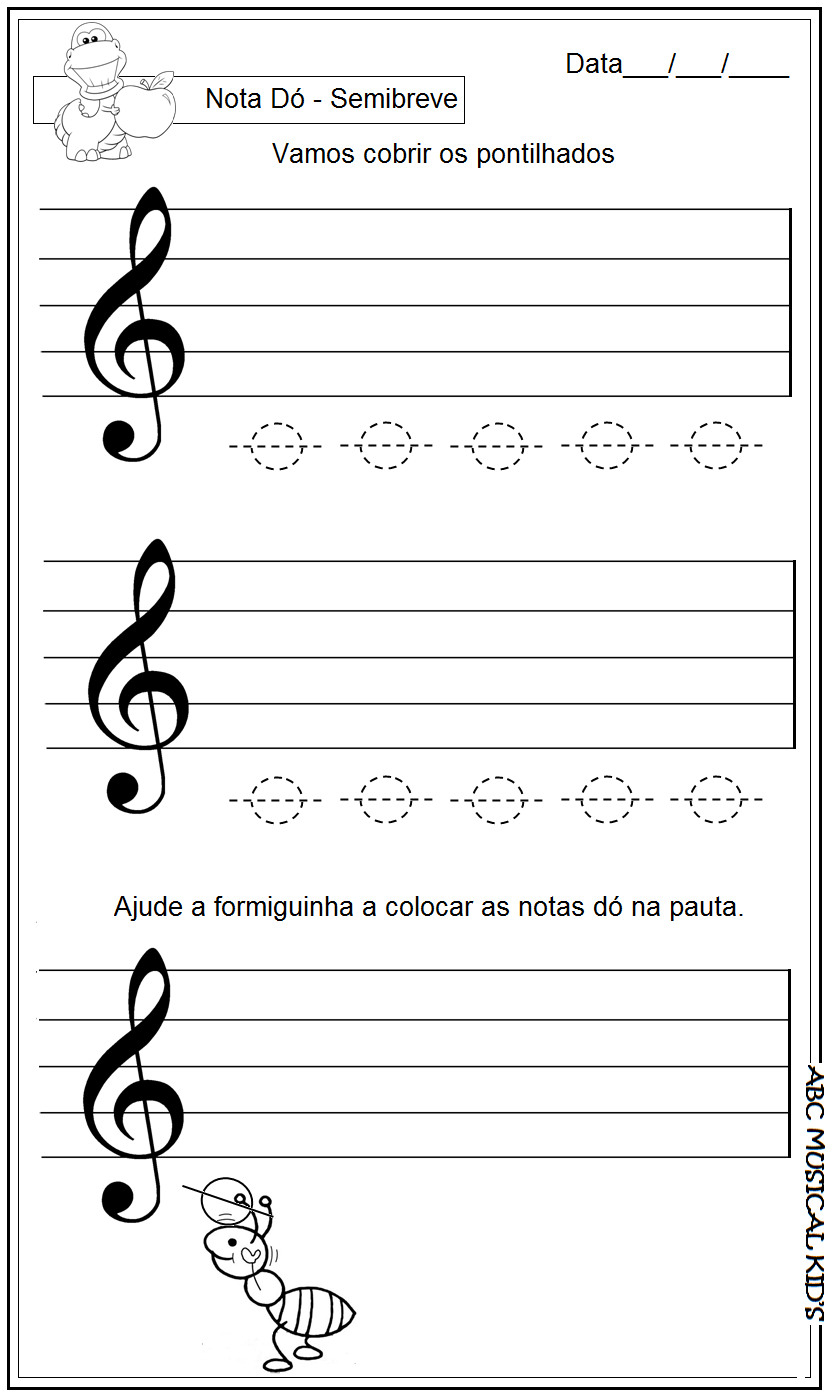 Data___/___/____
Nota Dó - Semibreve
Vamos cobrir os pontilhados
Ajude a formiguinha a colocar as notas dó na pauta.
ABC MUSICAL KID'S